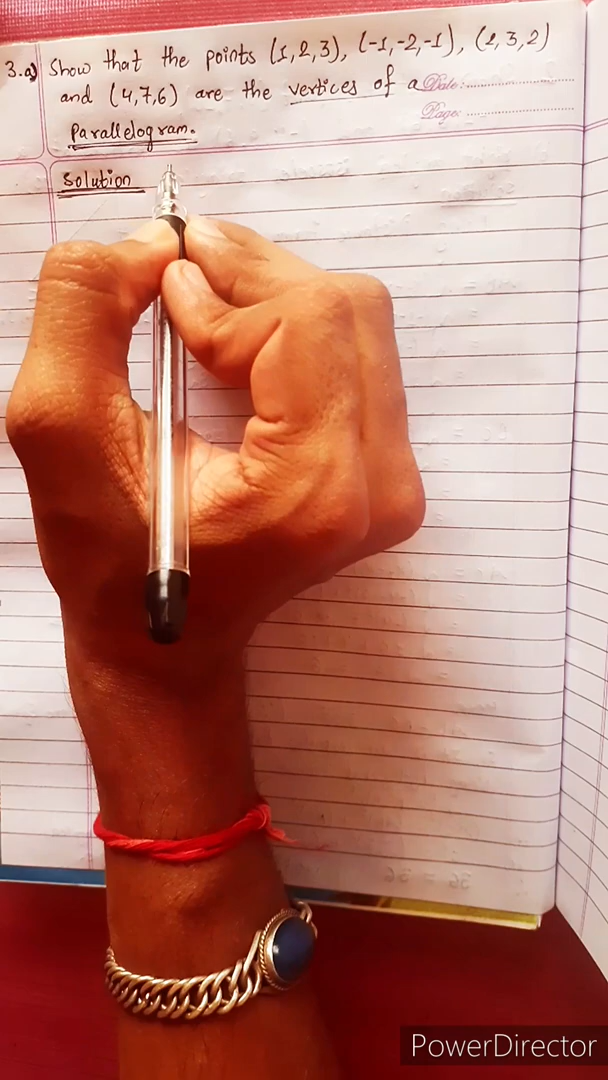 3.a) Show that the points (1,2,3), (-1,-2,-1), (2,3,2)
and (4,7,6) are the vertices of a Date:
Page:
Parallelogram.
Solution
PowerDirector